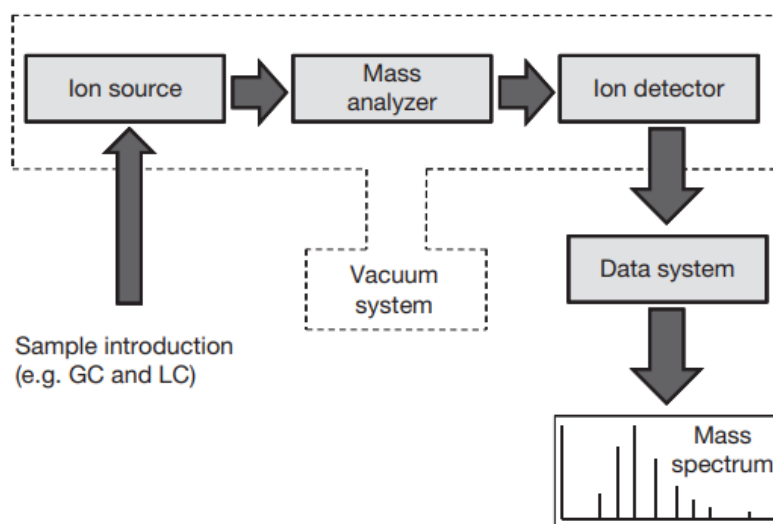 Ion source
Mass
analyzer
Ion detector
Vacuum
system
Data system
Sample introduction
(e.g. GC and LC)
Mass
spectrum